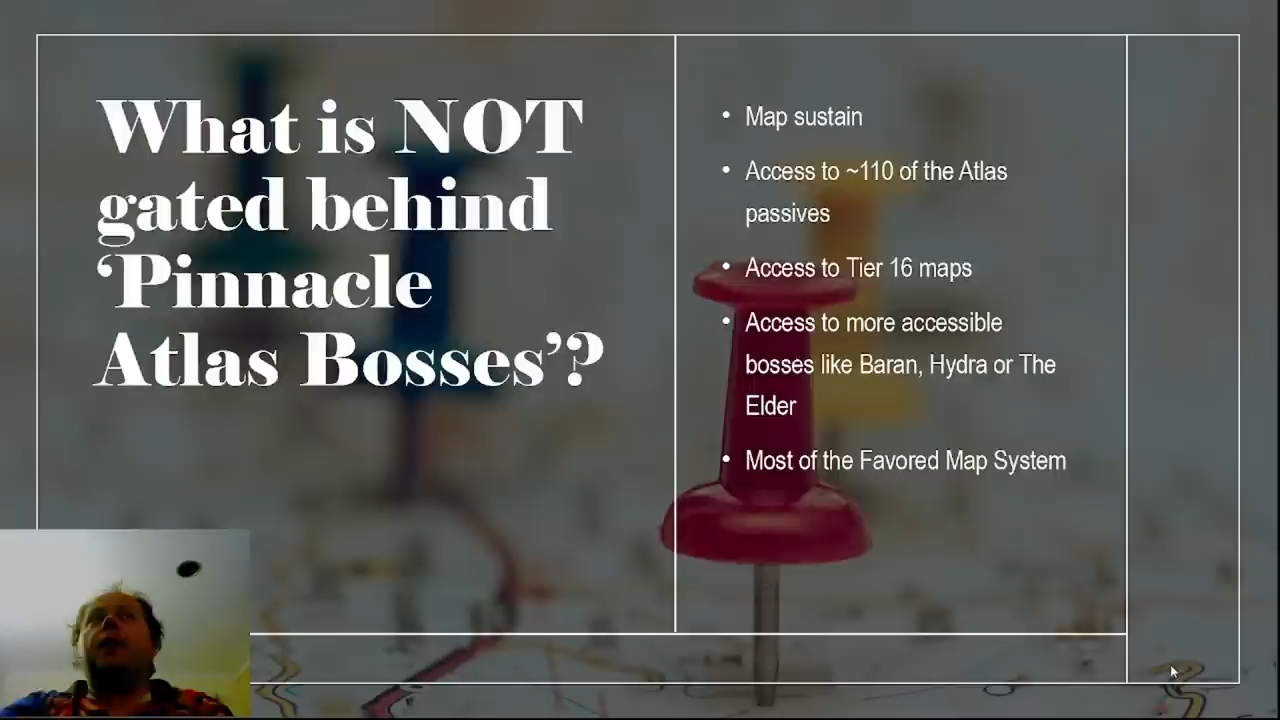 What is NOT
gated behind
‘Pinnacle
Atlas Bosses’?
• Map sustain
• Access to ~110 of the Atlas
passives
• Access to Tier 16 maps
• Access to more accessible
bosses like Baran, Hydra or The
Elder
• Most of the Favored Map System